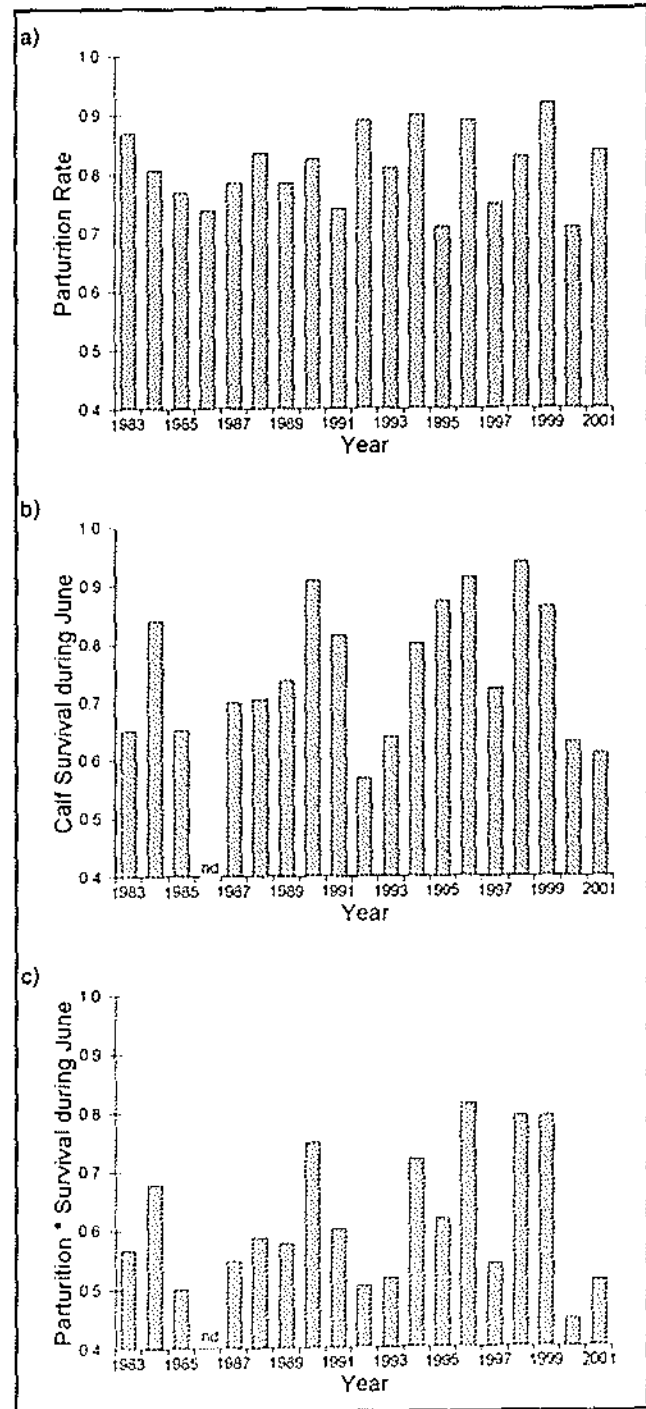 a)
Parturition Rate
1.0
0.9
0.8
0.7
0.6
0.5
0.4
1983 1985 1987 1989 1991 1993 1995 1997 1999 2001
Year
b)
Calf Survival during June
1.0
0.9
0.8
0.7
0.6
0.5
0.4
nd
1983 1985 1987 1989 1991 1993 1995 1997 1999 2001
Year
c)
Parturition * Survival during June
1.0
0.9
0.8
0.7
0.6
0.5
0.4
nd
1983 1985 1987 1989 1991 1993 1995 1997 1999 2001
Year